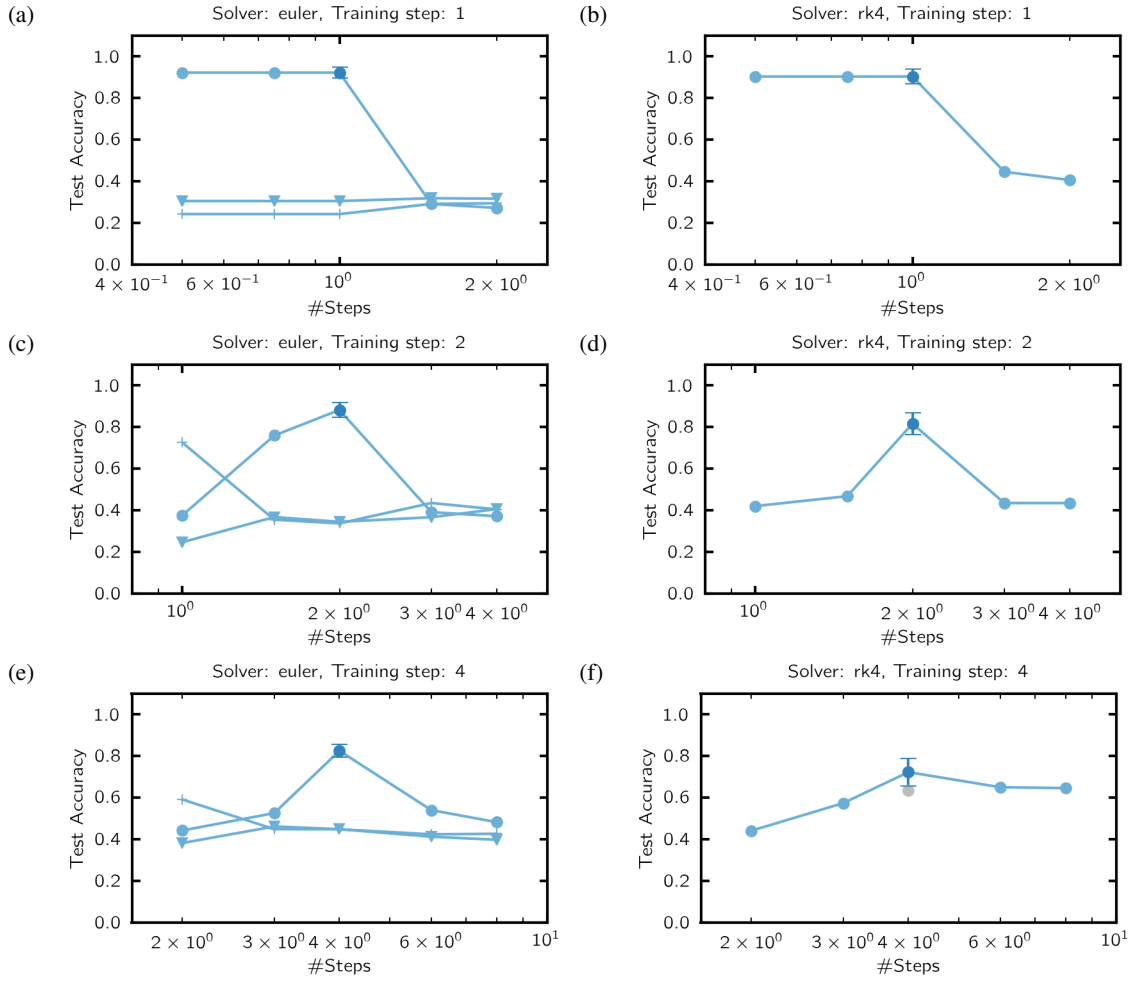 (a)
Solver: euler, Training step: 1
1.0
0.8
0.6
0.4
0.2
0.0
Test Accuracy
4 × 10⁻¹ 6 × 10⁻¹ 10⁰ 2 × 10⁰
#Steps
(b)
Solver: rk4, Training step: 1
1.0
0.8
0.6
0.4
0.2
0.0
Test Accuracy
4 × 10⁻¹ 6 × 10⁻¹ 10⁰ 2 × 10⁰
#Steps
(c)
Solver: euler, Training step: 2
1.0
0.8
0.6
0.4
0.2
0.0
Test Accuracy
10⁰ 2 × 10⁰ 3 × 10⁰ 4 × 10⁰
#Steps
(d)
Solver: rk4, Training step: 2
1.0
0.8
0.6
0.4
0.2
0.0
Test Accuracy
10⁰ 2 × 10⁰ 3 × 10⁰ 4 × 10⁰
#Steps
(e)
Solver: euler, Training step: 4
1.0
0.8
0.6
0.4
0.2
0.0
Test Accuracy
2 × 10⁰ 3 × 10⁰ 4 × 10⁰ 6 × 10⁰ 10¹
#Steps
(f)
Solver: rk4, Training step: 4
1.0
0.8
0.6
0.4
0.2
0.0
Test Accuracy
2 × 10⁰ 3 × 10⁰ 4 × 10⁰ 6 × 10⁰ 10¹
#Steps